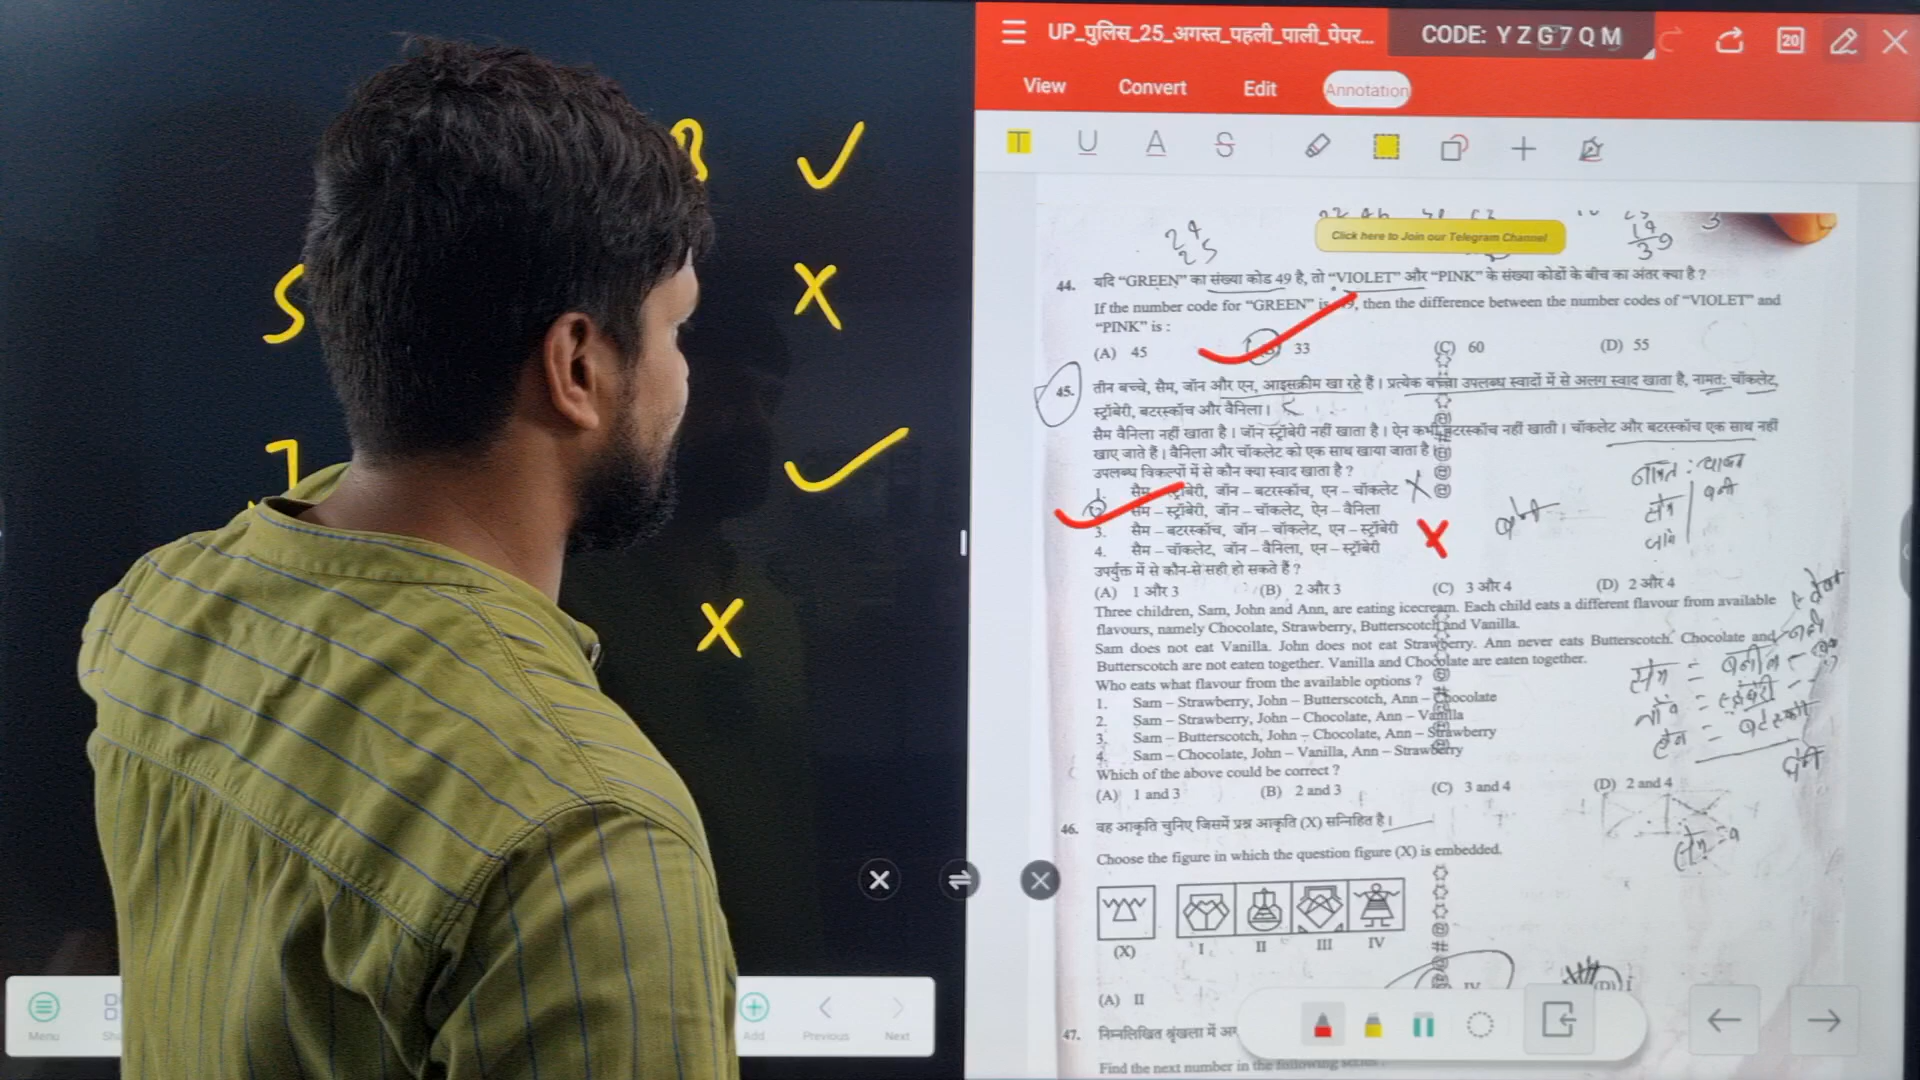 UP_पुलिस_25_अगस्त_पहली_पाली_पेपर...
CODE: Y Z G 7 Q M
20
View Convert Edit Annotation
T U A S
Click here to Join our Telegram Channel
44. यदि “GREEN” का संख्या कोड 49 है, तो “VIOLET” और “PINK” के संख्या कोडों के बीच का अंतर क्या है ?
If the number code for “GREEN” is 49, then the difference between the number codes of “VIOLET” and
“PINK” is :
(A) 45 33 (C) 60 (D) 55
45. तीन बच्चे, सैम, जॉन और एन, आइसक्रीम खा रहे हैं । प्रत्येक बच्चा उपलब्ध स्वादों में से अलग स्वाद खाता है, नामत: चॉकलेट,
स्ट्रॉबेरी, बटरस्कॉच और वैनिला ।
सैम वैनिला नहीं खाता है । जॉन स्ट्रॉबेरी नहीं खाता है । ऐन कभी बटरस्कॉच नहीं खाती । चॉकलेट और बटरस्कॉच एक साथ नहीं
खाए जाते हैं । वैनिला और चॉकलेट को एक साथ खाया जाता है
उपलब्ध विकल्पों में से कौन क्या स्वाद खाता है ?
1. सैम – स्ट्रॉबेरी, जॉन – बटरस्कॉच, एन – चॉकलेट
सैम – स्ट्रॉबेरी, जॉन – चॉकलेट, ऐन – वैनिला
3. सैम – बटरस्कॉच, जॉन – चॉकलेट, एन – स्ट्रॉबेरी
4. सैम – चॉकलेट, जॉन – वैनिला, एन – स्ट्रॉबेरी
उपर्युक्त में से कौन-से सही हो सकते हैं ?
(A) 1 और 3 (B) 2 और 3 (C) 3 और 4 (D) 2 और 4
Three children, Sam, John and Ann, are eating icecream. Each child eats a different flavour from available
flavours, namely Chocolate, Strawberry, Butterscotch and Vanilla.
Sam does not eat Vanilla. John does not eat Strawberry. Ann never eats Butterscotch. Chocolate and
Butterscotch are not eaten together. Vanilla and Chocolate are eaten together.
Who eats what flavour from the available options ?
1. Sam – Strawberry, John – Butterscotch, Ann – Chocolate
2. Sam – Strawberry, John – Chocolate, Ann – Vanilla
3. Sam – Butterscotch, John – Chocolate, Ann – Strawberry
4. Sam – Chocolate, John – Vanilla, Ann – Strawberry
Which of the above could be correct ?
(A) 1 and 3 (B) 2 and 3 (C) 3 and 4 (D) 2 and 4
46. वह आकृति चुनिए जिसमें प्रश्न आकृति (X) सन्निहित है ।
Choose the figure in which the question figure (X) is embedded.
(X) I II III IV
(A) II IV (D) I
47. निम्नलिखित श्रृंखला में
Find the next number in the following series
S
J
Menu Add Previous Next